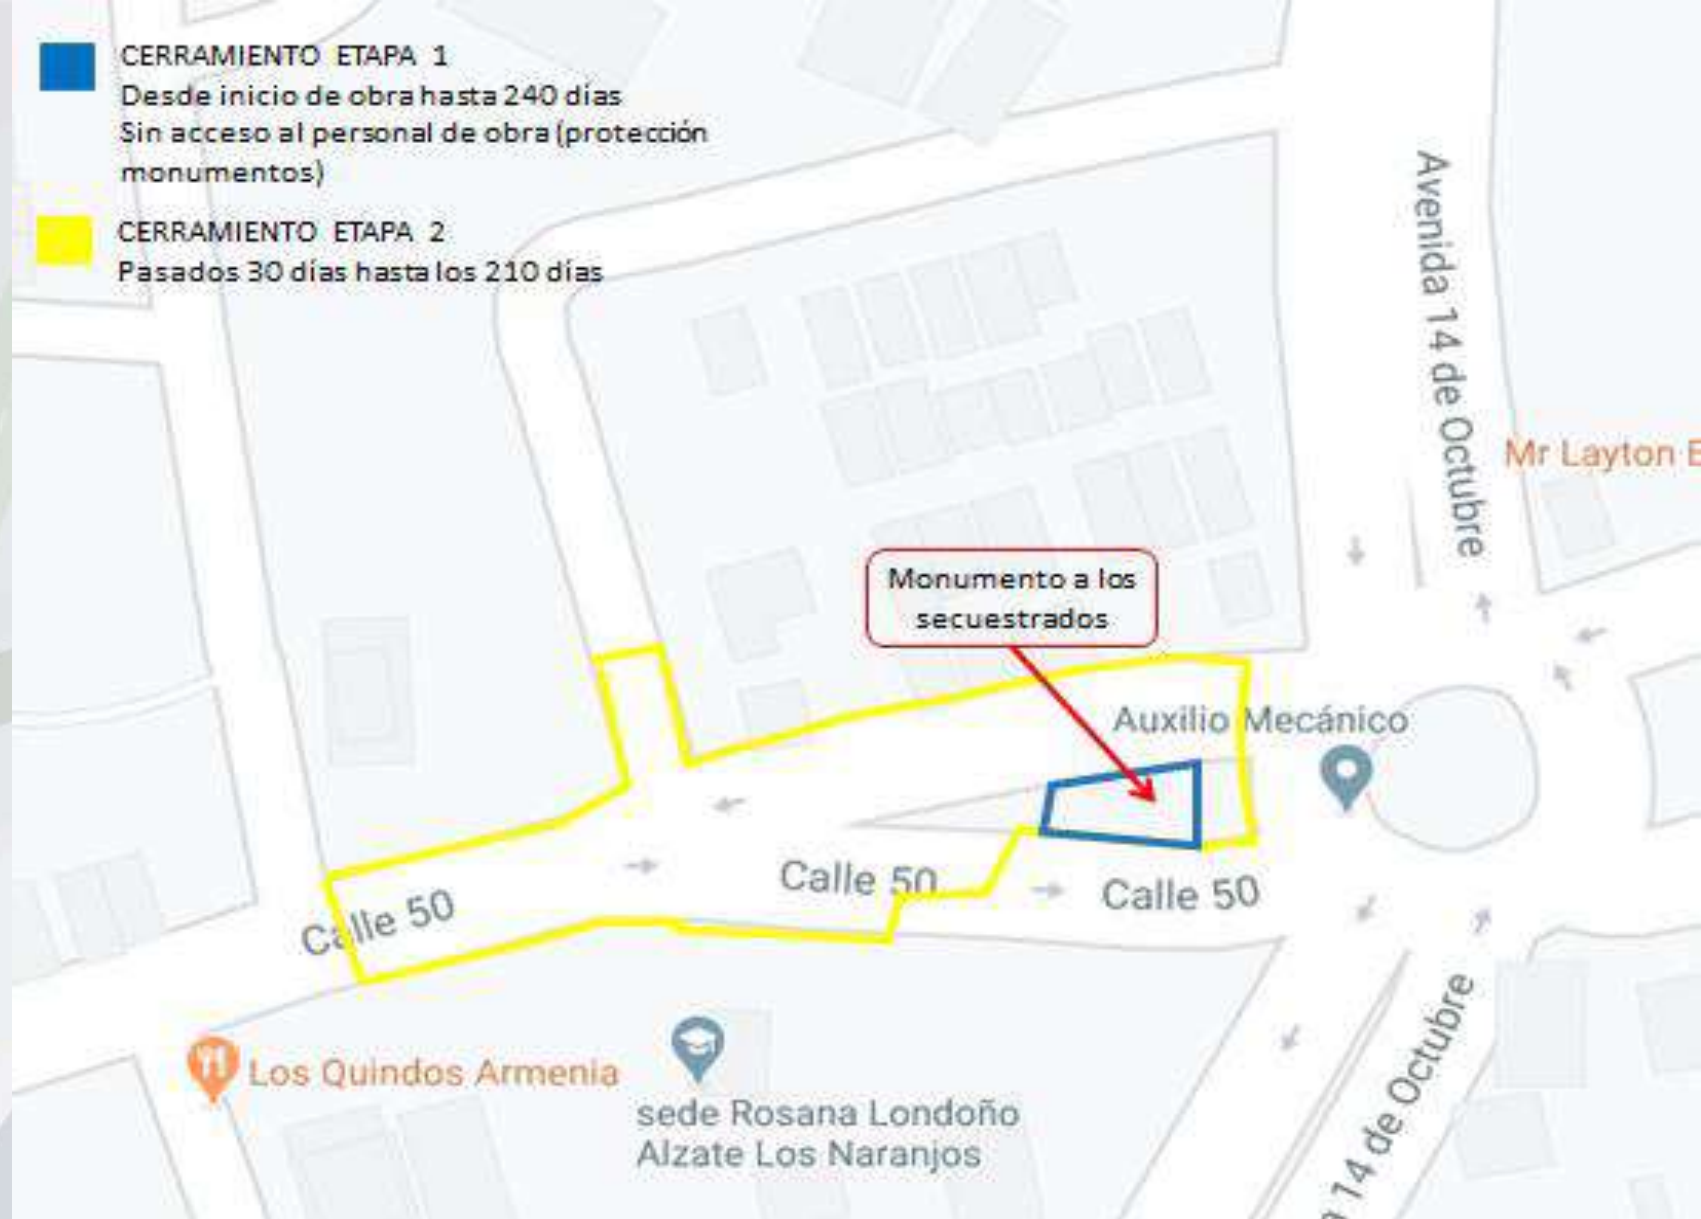 CERRAMIENTO ETAPA 1
Desde inicio de obra hasta 240 días
Sin acceso al personal de obra (protección
monumentos)
CERRAMIENTO ETAPA 2
Pasados 30 días hasta los 210 días
Avenida 14 de Octubre
Mr Layton E
Monumento a los
secuestrados
Auxilio Mecánico
Calle 50
Calle 50
Calle 50
Los Quindos Armenia
sede Rosana Londoño
Alzate Los Naranjos
14 de Octubre